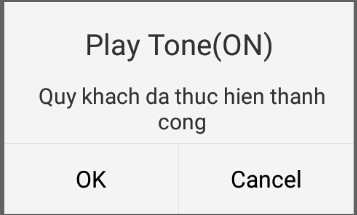 Play Tone(ON)
Quy khach da thuc hien thanh
cong
OK
Cancel